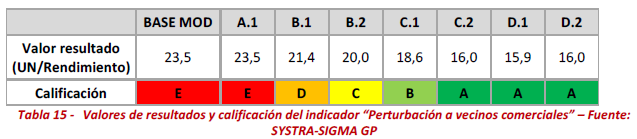 BASE MOD A.1 B.1 B.2 C.1 C.2 D.1 D.2
Valor resultado
(UN/Rendimiento) 23,5 23,5 21,4 20,0 18,6 16,0 15,9 16,0
Calificación E E D C B A A A
Tabla 15 - Valores de resultados y calificación del indicador “Perturbación a vecinos comerciales” – Fuente:
SYSTRA-SIGMA GP